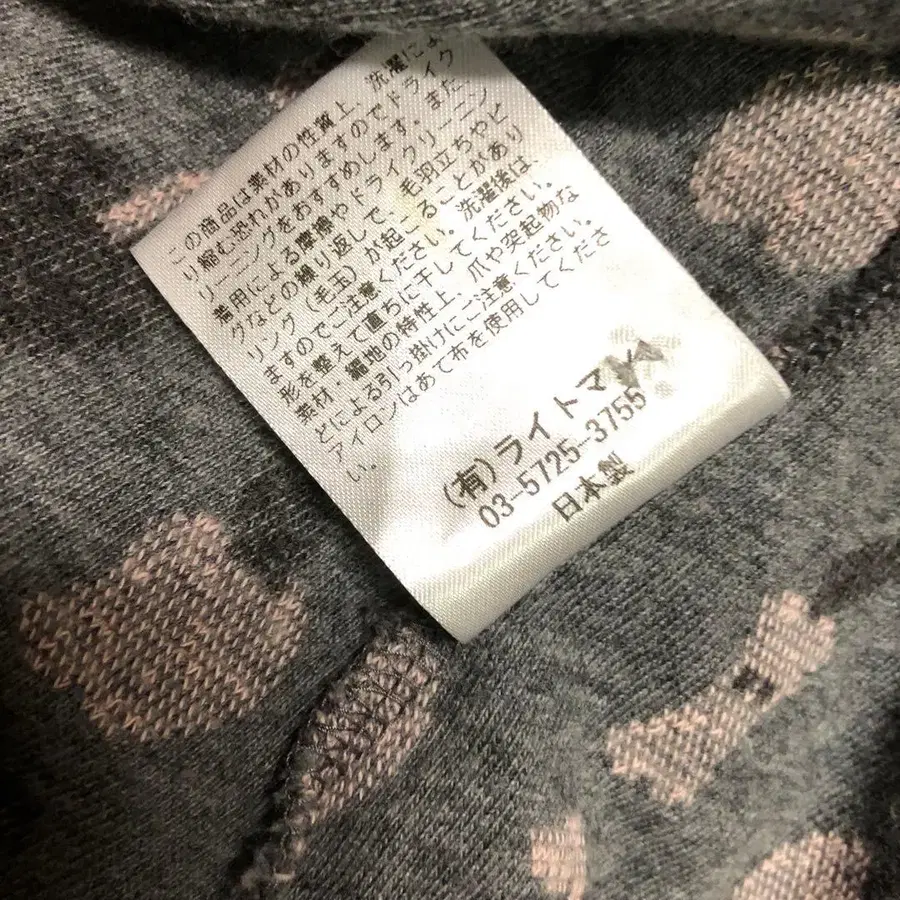 この商品は素材の性質上、洗濯によ
り縮む恐れがありますのでドライク
リーニングをおすすめします。また
着用による摩擦やドライクリーニン
グなどの繰り返しで、毛羽立ちやピ
リング（毛玉）が起こることがあり
ますのでご注意ください。洗濯後は、
形を整えて直ちに干してください。
素材・編地の特性上、爪や突起物な
どによる引っ掛けにご注意ください。
アイロンはあて布を使用してくださ
い。
(有)ライトマ
03-5725-3755
日本製